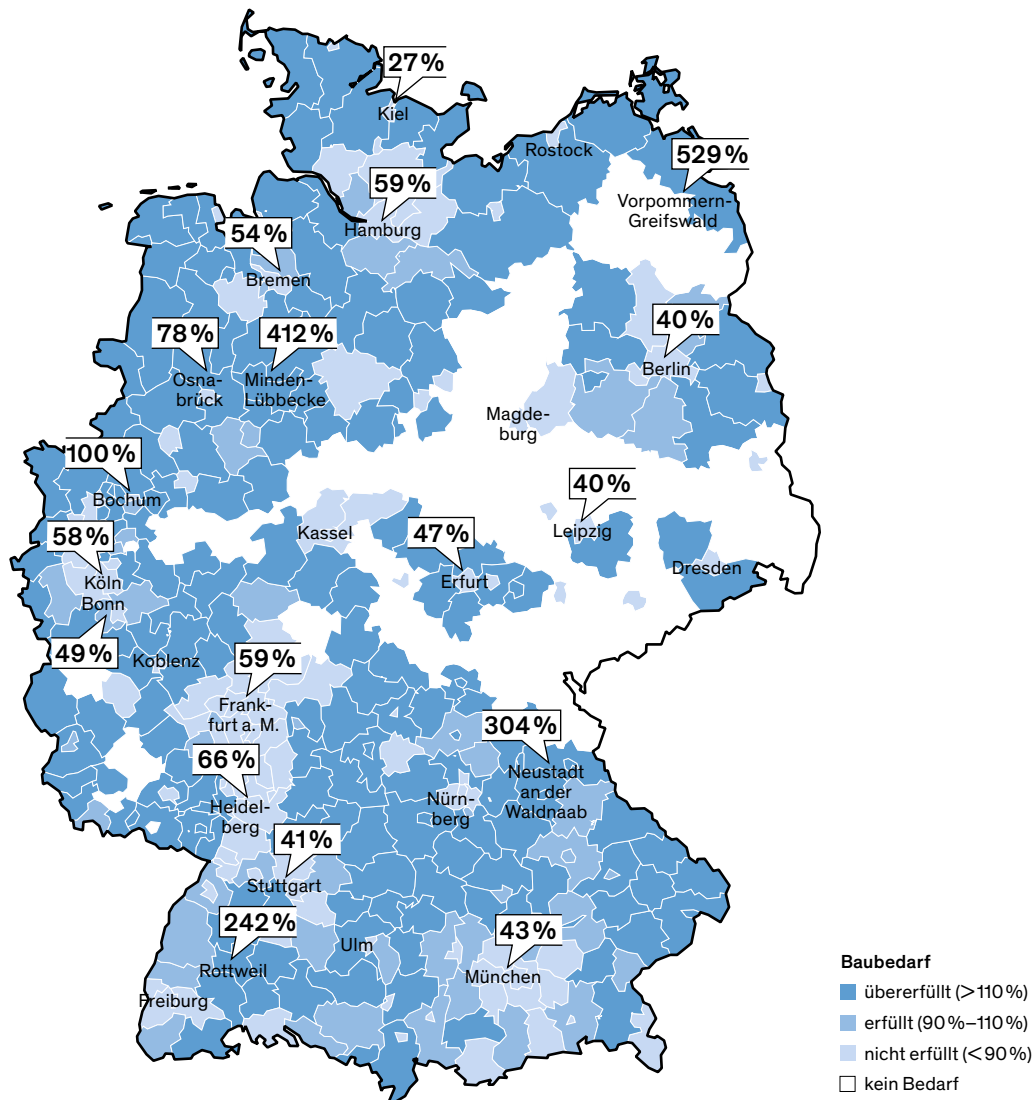 27 %
Kiel
Rostock
529 %
Vorpommern-
Greifswald
59 %
Hamburg
54 %
Bremen
78 %
Osna-
brück
412 %
Minden-
Lübbecke
40 %
Berlin
Magde-
burg
100 %
Bochum
40 %
Leipzig
58 %
Köln
Bonn
49 %
Kassel
47 %
Erfurt
Dresden
Koblenz
59 %
Frank-
furt a. M.
304 %
Neustadt
an der
Waldnaab
66 %
Heidel-
berg
Nürn-
berg
41 %
Stuttgart
242 %
Rottweil
Ulm
43 %
München
Freiburg
Baubedarf
übererfüllt (>110 %)
erfüllt (90 %–110 %)
nicht erfüllt (<90 %)
kein Bedarf